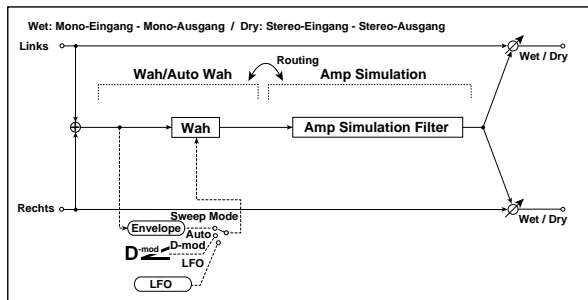 Wet: Mono-Eingang - Mono-Ausgang / Dry: Stereo-Eingang - Stereo-Ausgang
Links
Wet / Dry
Routing
Wah/Auto Wah
Amp Simulation
Wah
Amp Simulation Filter
Rechts
Wet / Dry
Sweep Mode
Envelope
Auto
D-mod
D-mod
LFO
LFO